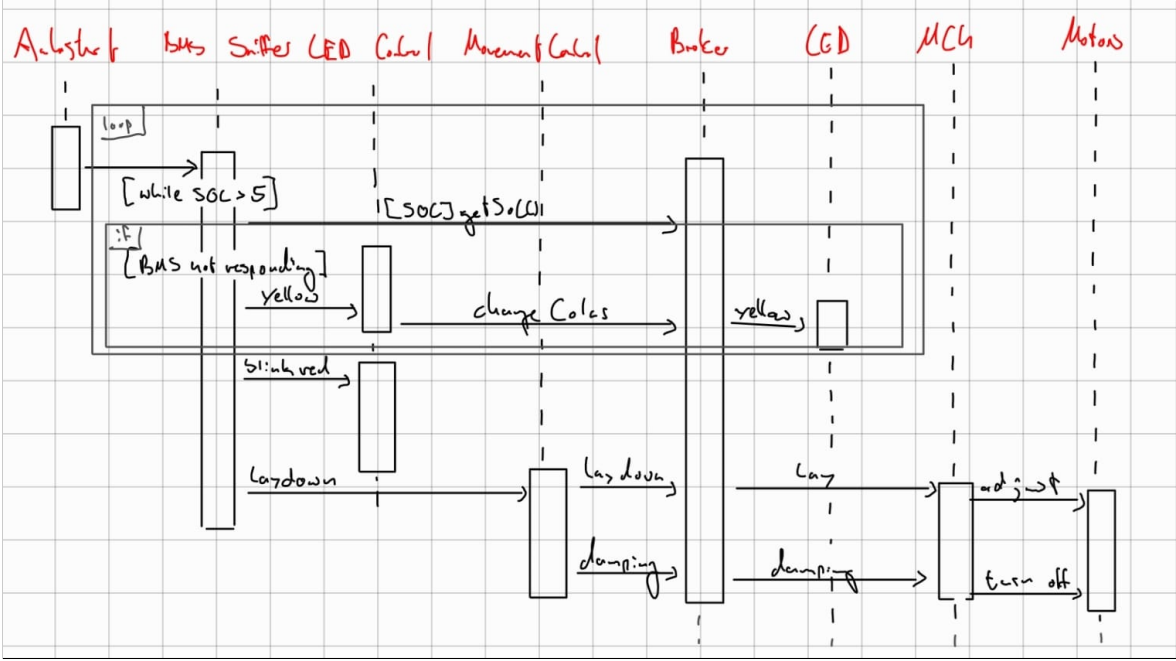 Autostart BMS Sniffer LED Control Movement Control Broker LED MCU Motors
loop
[while SOC > 5]
[SOC] getSoC()
if
[BMS not responding]
yellow
change Color
yellow
blink red
Laydown
Lay down
Lay
adjust
damping
damping
turn off